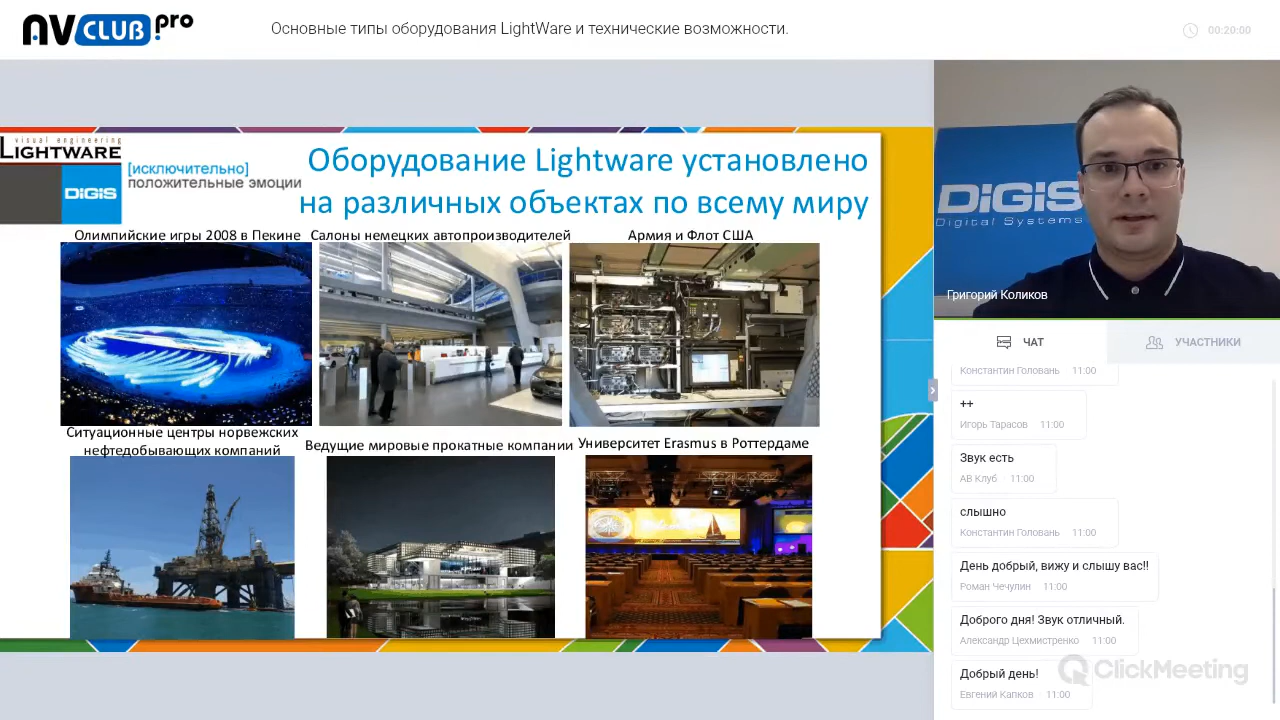 AVCLUB.pro
Основные типы оборудования LightWare и технические возможности.
00:20:00
visual engineering
LIGHTWARE
DiGiS
[исключительно]
положительные эмоции
Оборудование Lightware установлено
на различных объектах по всему миру
Олимпийские игры 2008 в Пекине
Салоны немецких автопроизводителей
Армия и Флот США
Ситуационные центры норвежских
нефтедобывающих компаний
Ведущие мировые прокатные компании
Университет Erasmus в Роттердаме
DiGiS
Digital Systems
Григорий Коликов
ЧАТ
УЧАСТНИКИ
Константин Головань 11:00
++
Игорь Тарасов 11:00
Звук есть
АВ Клуб 11:00
слышно
Константин Головань 11:00
День добрый, вижу и слышу вас!!
Роман Чечулин 11:00
Доброго дня! Звук отличный.
Александр Цехмистренко 11:00
Добрый день!
Евгений Капков 11:00
ClickMeeting